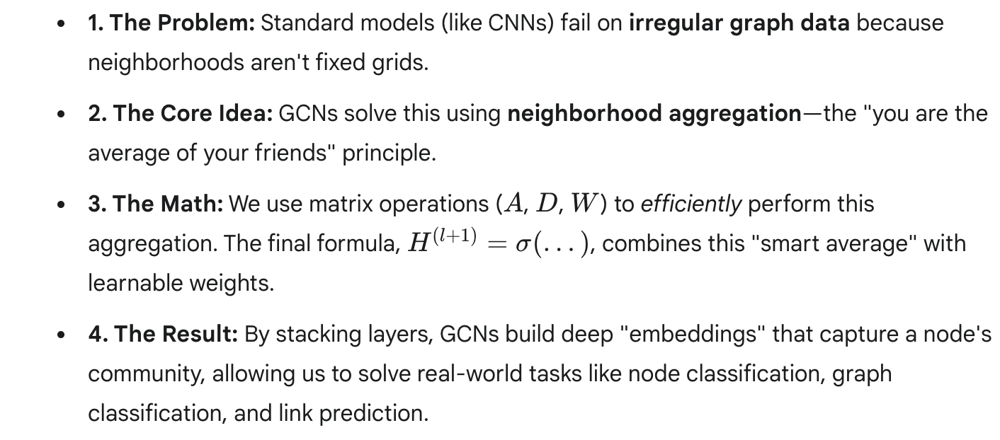 • 1. The Problem: Standard models (like CNNs) fail on irregular graph data because
neighborhoods aren't fixed grids.
• 2. The Core Idea: GCNs solve this using neighborhood aggregation—the "you are the
average of your friends" principle.
• 3. The Math: We use matrix operations (A, D, W) to efficiently perform this
aggregation. The final formula, H^{(l+1)} = σ(...), combines this "smart average" with
learnable weights.
• 4. The Result: By stacking layers, GCNs build deep "embeddings" that capture a node's
community, allowing us to solve real-world tasks like node classification, graph
classification, and link prediction.